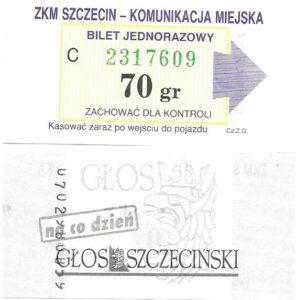 ZKM SZCZECIN – KOMUNIKACJA MIEJSKA
BILET JEDNORAZOWY
C 2317609
70 gr
ZACHOWAĆ DLA KONTROLI
Kasować zaraz po wejściu do pojazdu
Cz.Z.G.
GŁOS
na co dzień
GŁOS SZCZECIŃSKI